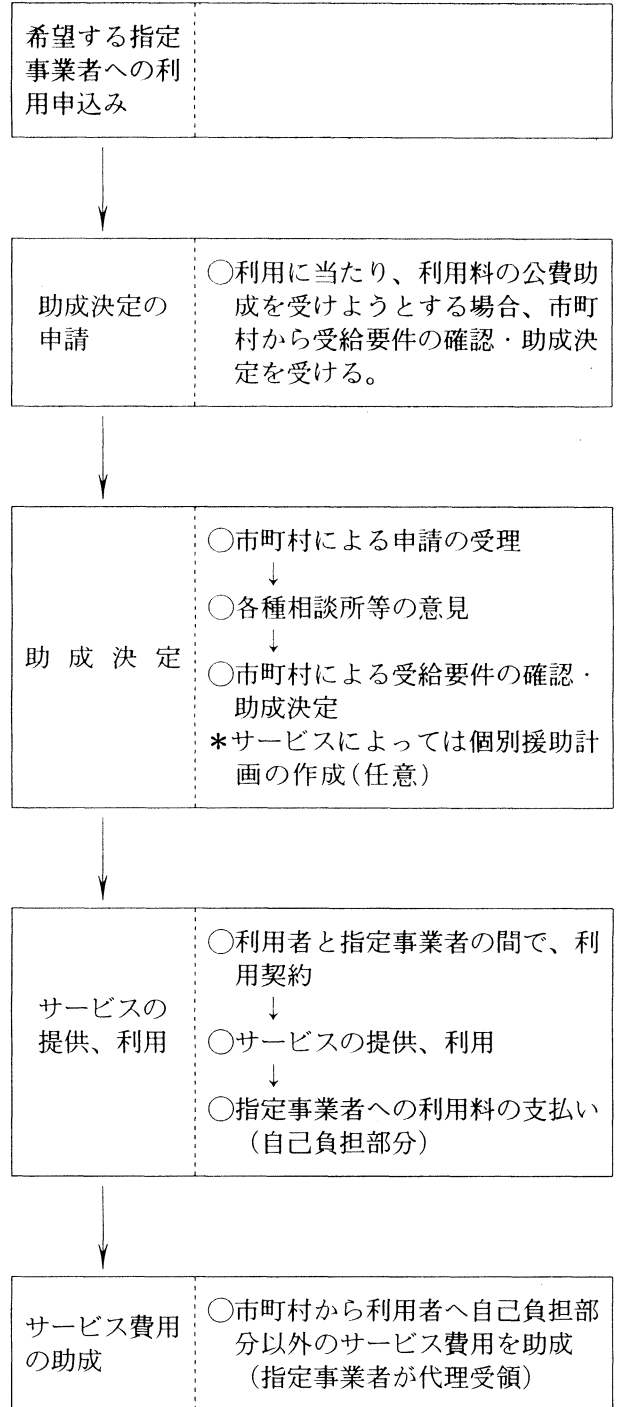 希望する指定
事業者への利
用申込み
助成決定の
申請
○利用に当たり、利用料の公費助
成を受けようとする場合、市町
村から受給要件の確認・助成決
定を受ける。
助成決定
○市町村による申請の受理
↓
○各種相談所等の意見
↓
○市町村による受給要件の確認・
助成決定
*サービスによっては個別援助計
画の作成(任意)
サービスの
提供、利用
○利用者と指定事業者の間で、利
用契約
↓
○サービスの提供、利用
↓
○指定事業者への利用料の支払い
(自己負担部分)
サービス費用
の助成
○市町村から利用者へ自己負担部
分以外のサービス費用を助成
(指定事業者が代理受領)